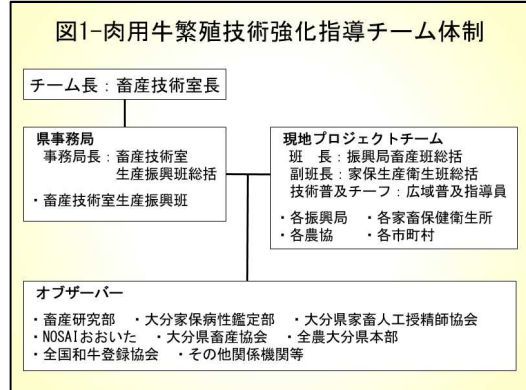 図1-肉用牛繁殖技術強化指導チーム体制
チーム長：畜産技術室長
県事務局
事務局長：畜産技術室
生産振興班総括
・畜産技術室生産振興班
現地プロジェクトチーム
班　長：振興局畜産班総括
副班長：家保生産衛生班総括
技術普及チーフ：広域普及指導員
・各振興局　・各家畜保健衛生所
・各農協　・各市町村
オブザーバー
・畜産研究部　・大分家保病性鑑定部　・大分県家畜人工授精師協会
・NOSAIおおいた　・大分県畜産協会　・全農大分県本部
・全国和牛登録協会　・その他関係機関等